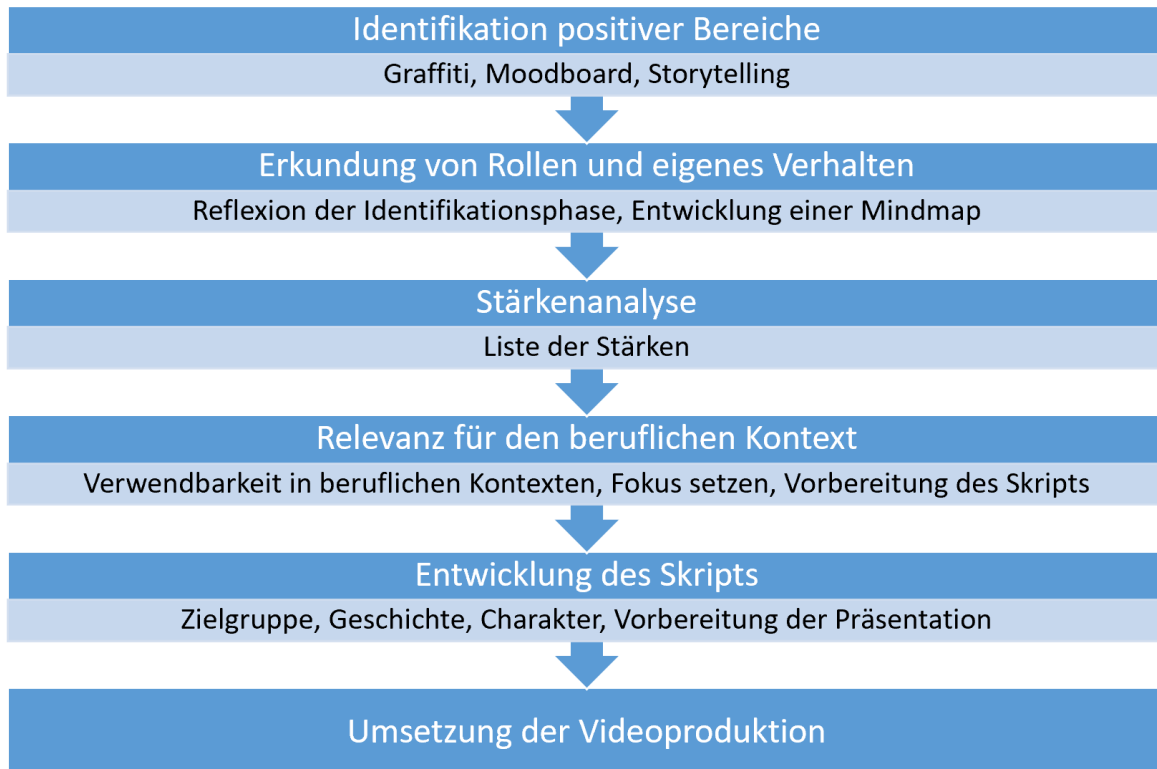 Identifikation positiver Bereiche
Graffiti, Moodboard, Storytelling
Erkundung von Rollen und eigenes Verhalten
Reflexion der Identifikationsphase, Entwicklung einer Mindmap
Stärkenanalyse
Liste der Stärken
Relevanz für den beruflichen Kontext
Verwendbarkeit in beruflichen Kontexten, Fokus setzen, Vorbereitung des Skripts
Entwicklung des Skripts
Zielgruppe, Geschichte, Charakter, Vorbereitung der Präsentation
Umsetzung der Videoproduktion